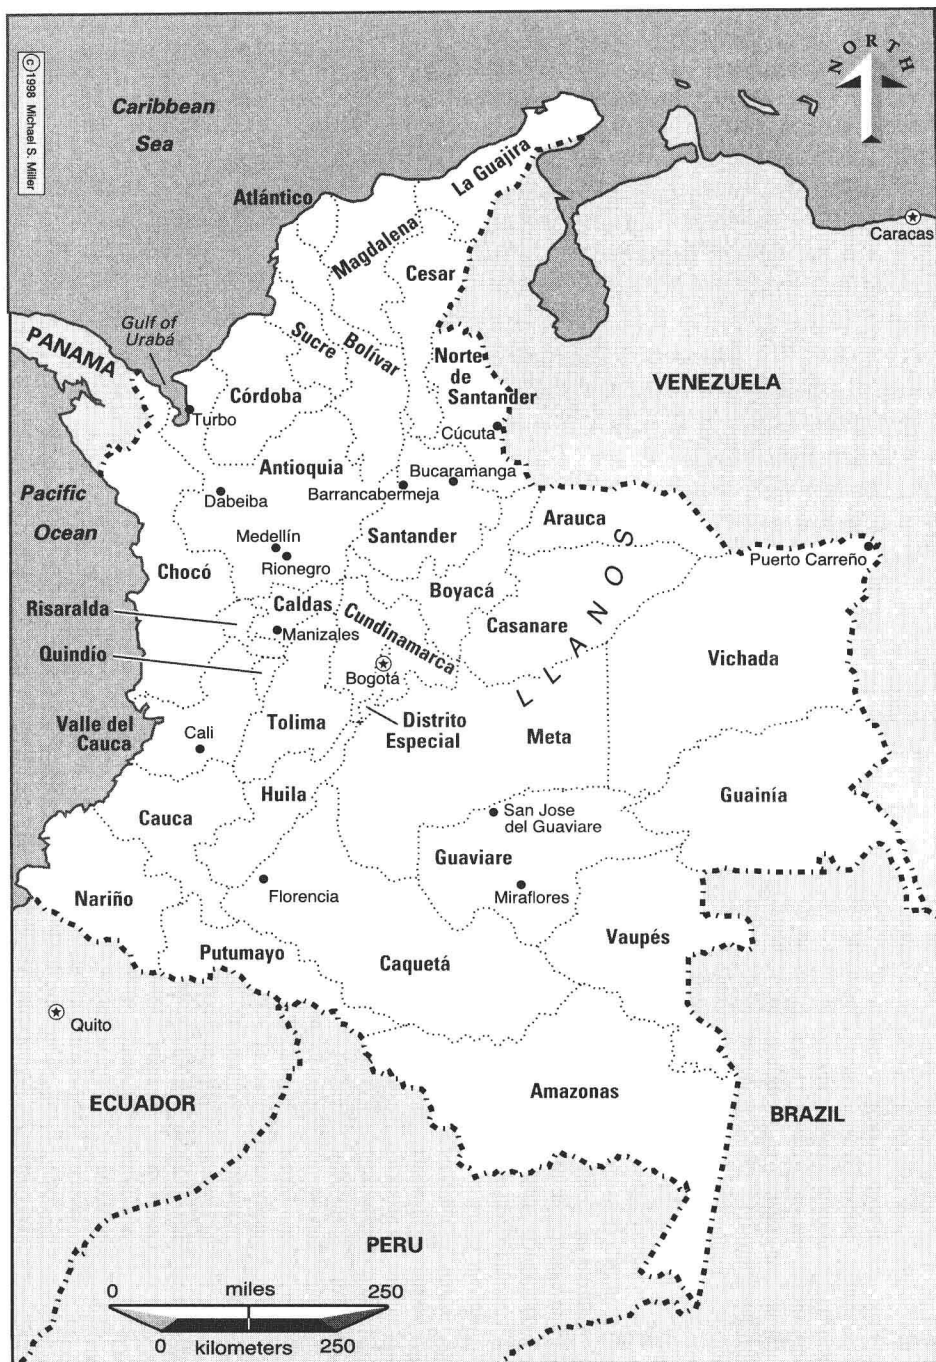 ©1998 Michael S. Miller
NORTH
Caribbean
Sea
La Guajira
Atlántico
Magdalena
Caracas
Cesar
Gulf of
Urabá
PANAMA
Sucre
Bolívar
Norte
de
Santander
VENEZUELA
Córdoba
Turbo
Cúcuta
Antioquia
Bucaramanga
Dabeiba
Barrancabermeja
Pacific
Ocean
Arauca
Medellín
Santander
Puerto Carreño
Rionegro
Chocó
Boyacá
LLANOS
Risaralda
Caldas
Cundinamarca
Casanare
Manizales
Quindío
Bogotá
Vichada
Valle del
Cauca
Cali
Tolima
Distrito
Especial
Meta
Huila
Guainía
Cauca
San Jose
del Guaviare
Guaviare
Nariño
Florencia
Miraflores
Vaupés
Putumayo
Caquetá
Quito
Amazonas
ECUADOR
BRAZIL
PERU
0 miles 250
0 kilometers 250